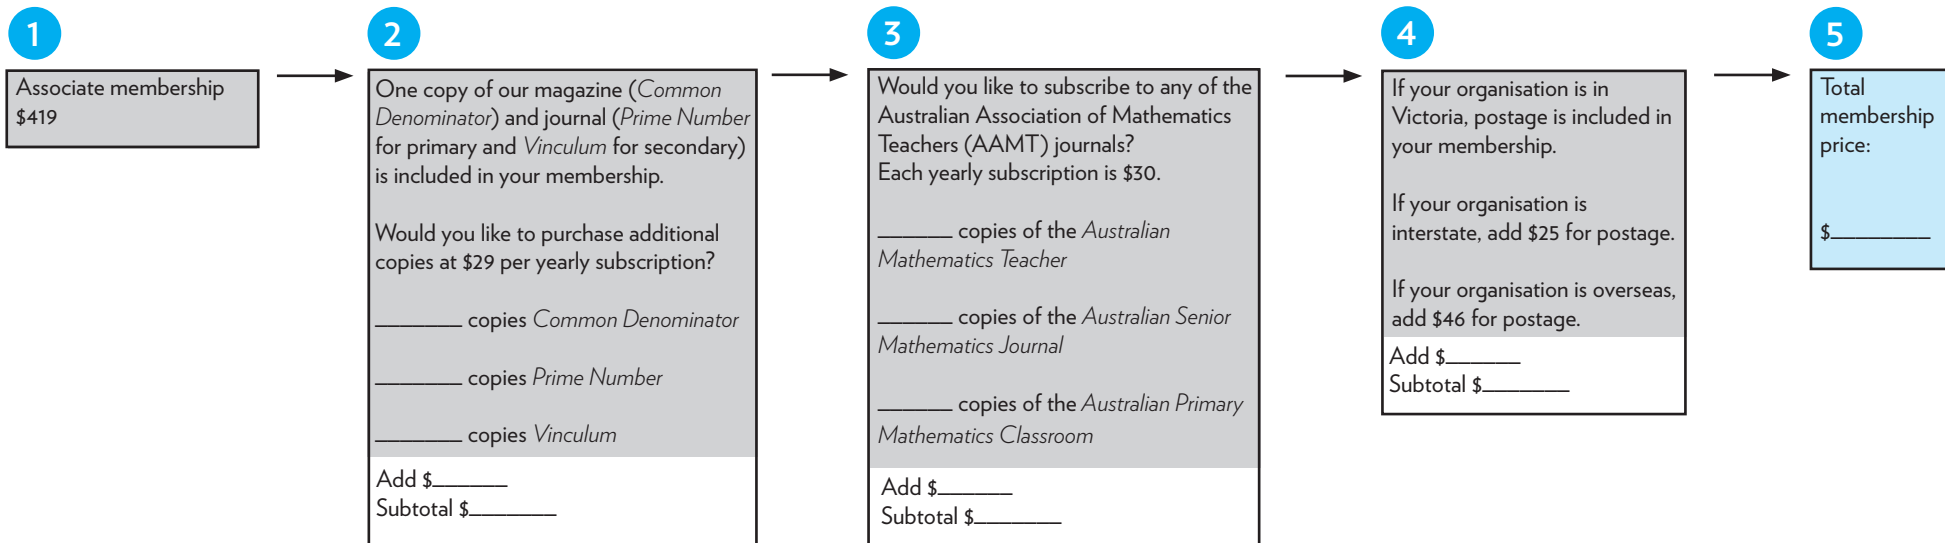 1
Associate membership
$419
2
One copy of our magazine (Common
Denominator) and journal (Prime Number
for primary and Vinculum for secondary)
is included in your membership.
Would you like to purchase additional
copies at $29 per yearly subscription?
_______ copies Common Denominator
_______ copies Prime Number
_______ copies Vinculum
Add $______
Subtotal $_______
3
Would you like to subscribe to any of the
Australian Association of Mathematics
Teachers (AAMT) journals?
Each yearly subscription is $30.
______ copies of the Australian
Mathematics Teacher
______ copies of the Australian Senior
Mathematics Journal
______ copies of the Australian Primary
Mathematics Classroom
Add $______
Subtotal $_______
4
If your organisation is in
Victoria, postage is included in
your membership.
If your organisation is
interstate, add $25 for postage.
If your organisation is overseas,
add $46 for postage.
Add $______
Subtotal $_______
5
Total
membership
price:
$________